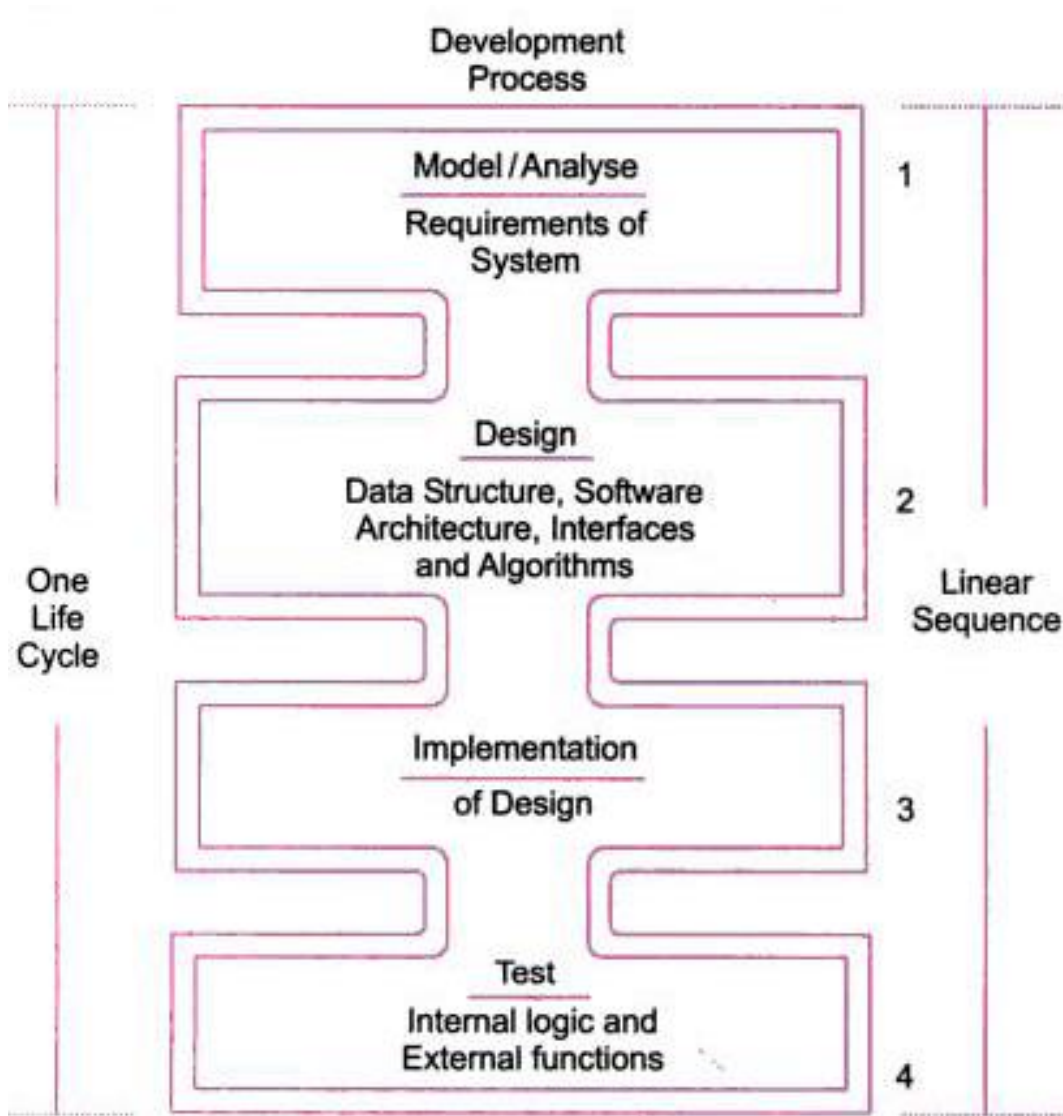 Development
Process
Model/Analyse
Requirements of
System
1
Design
Data Structure, Software
Architecture, Interfaces
and Algorithms
2
One
Life
Cycle
Linear
Sequence
Implementation
of Design
3
Test
Internal logic and
External functions
4